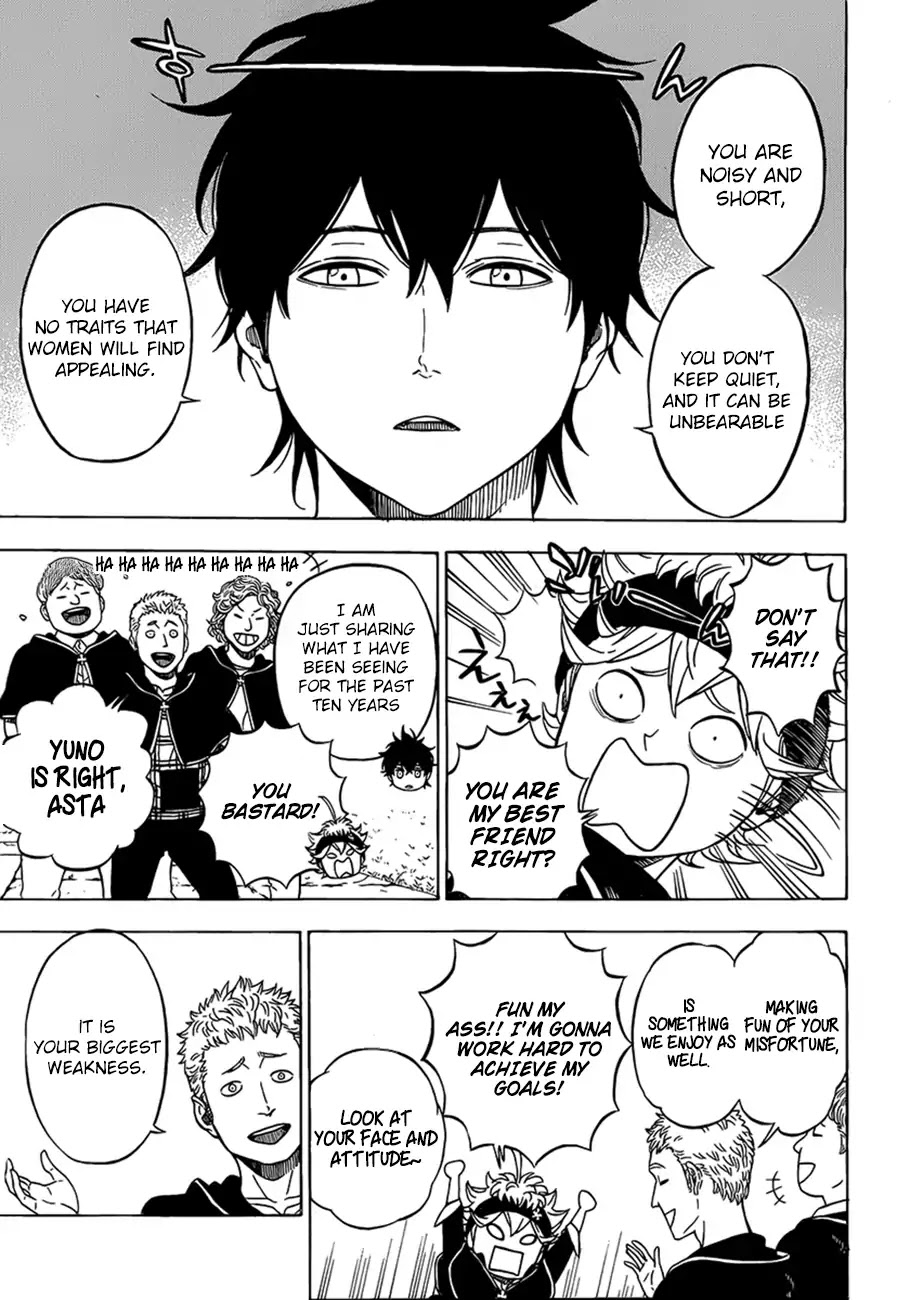 ほ
ん
YOU ARE
NOISY AND
SHORT,
YOU DON'T
KEEP QUIET,
AND IT CAN BE
UNBEARABLE
YOU HAVE
NO TRAITS THAT
WOMEN WILL FIND
APPEALING.
DON'T
SAY
THAT!!
YOU ARE
MY BEST
FRIEND
RIGHT?
I AM
JUST SHARING
WHAT I HAVE
BEEN SEEING
FOR THE PAST
TEN YEARS
YOU
BASTARD!
HA HA HA HA HA HA HA HA HA
YUNO
IS RIGHT,
ASTA
MAKING
FUN OF YOUR
MISFORTUNE,
IS
SOMETHING
WE ENJOY AS
WELL.
FUN MY
ASS!! I'M GONNA
WORK HARD TO
ACHIEVE MY
GOALS!
LOOK AT
YOUR FACE AND
ATTITUDE~
IT IS
YOUR BIGGEST
WEAKNESS.